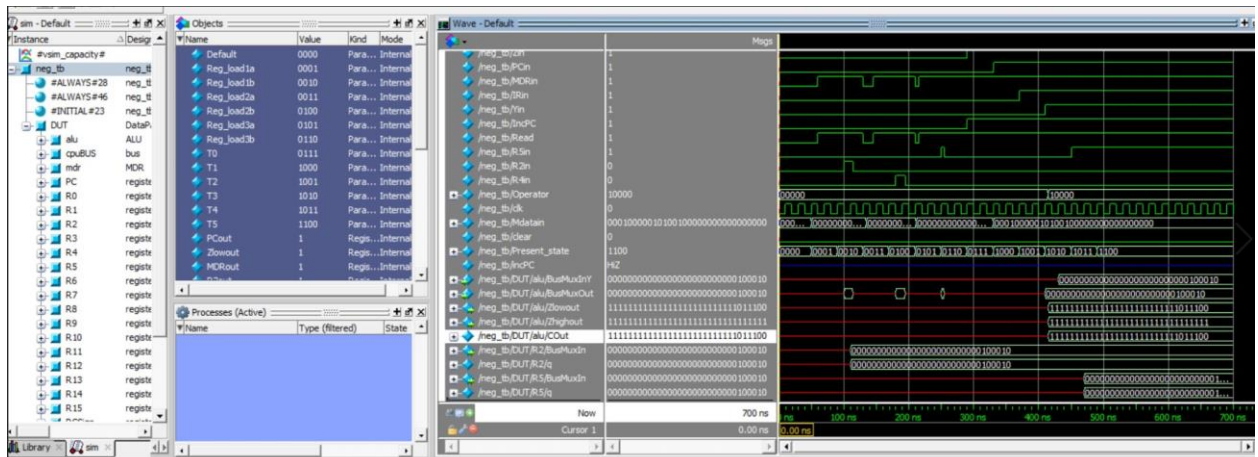 sim - Default
Instance Design
#vsim_capacity#
neg_tb neg_tb
#ALWAYS#28 neg_tb
#ALWAYS#46 neg_tb
#INITIAL#23 neg_tb
DUT DataPa
alu ALU
cpuBUS bus
mdr MDR
PC registe
R0 registe
R1 registe
R2 registe
R3 registe
R4 registe
R5 registe
R6 registe
R7 registe
R8 registe
R9 registe
R10 registe
R11 registe
R12 registe
R13 registe
R14 registe
R15 registe
Library sim
Objects
Name Value Kind Mode
Default 0000 Para... Internal
Reg_load1a 0001 Para... Internal
Reg_load1b 0010 Para... Internal
Reg_load2a 0011 Para... Internal
Reg_load2b 0100 Para... Internal
Reg_load3a 0101 Para... Internal
Reg_load3b 0110 Para... Internal
T0 0111 Para... Internal
T1 1000 Para... Internal
T2 1001 Para... Internal
T3 1010 Para... Internal
T4 1011 Para... Internal
T5 1100 Para... Internal
PCout 1 Regis... Internal
Zlowout 1 Regis... Internal
MDRout 1 Regis... Internal
Processes (Active)
Name Type (filtered) State
Wave - Default
Msgs
/neg_tb/Zin 1
/neg_tb/PCin 1
/neg_tb/MDRin 1
/neg_tb/IRin 1
/neg_tb/Yin 1
/neg_tb/IncPC 1
/neg_tb/Read 1
/neg_tb/R5in 1
/neg_tb/R2in 0
/neg_tb/R4in 0
/neg_tb/Operator 10000 00000 10000
/neg_tb/clk 0
/neg_tb/Mdatain
/neg_tb/clear 0
/neg_tb/Present_state 1100 0000 0001 0010 0011 0100 0101 0110 0111 1000 1001 1010 1011 1100
/neg_tb/incPC HiZ
/neg_tb/DUT/alu/BusMuxInY
/neg_tb/DUT/alu/BusMuxOut
/neg_tb/DUT/alu/Zlowout
/neg_tb/DUT/alu/Zhighout
/neg_tb/DUT/alu/COut
/neg_tb/DUT/R2/BusMuxIn
/neg_tb/DUT/R2/q
/neg_tb/DUT/R5/BusMuxIn
/neg_tb/DUT/R5/q
Now 700 ns ns 100 ns 200 ns 300 ns 400 ns 500 ns 600 ns 700 ns
Cursor 1 0.00 ns 0.00 ns